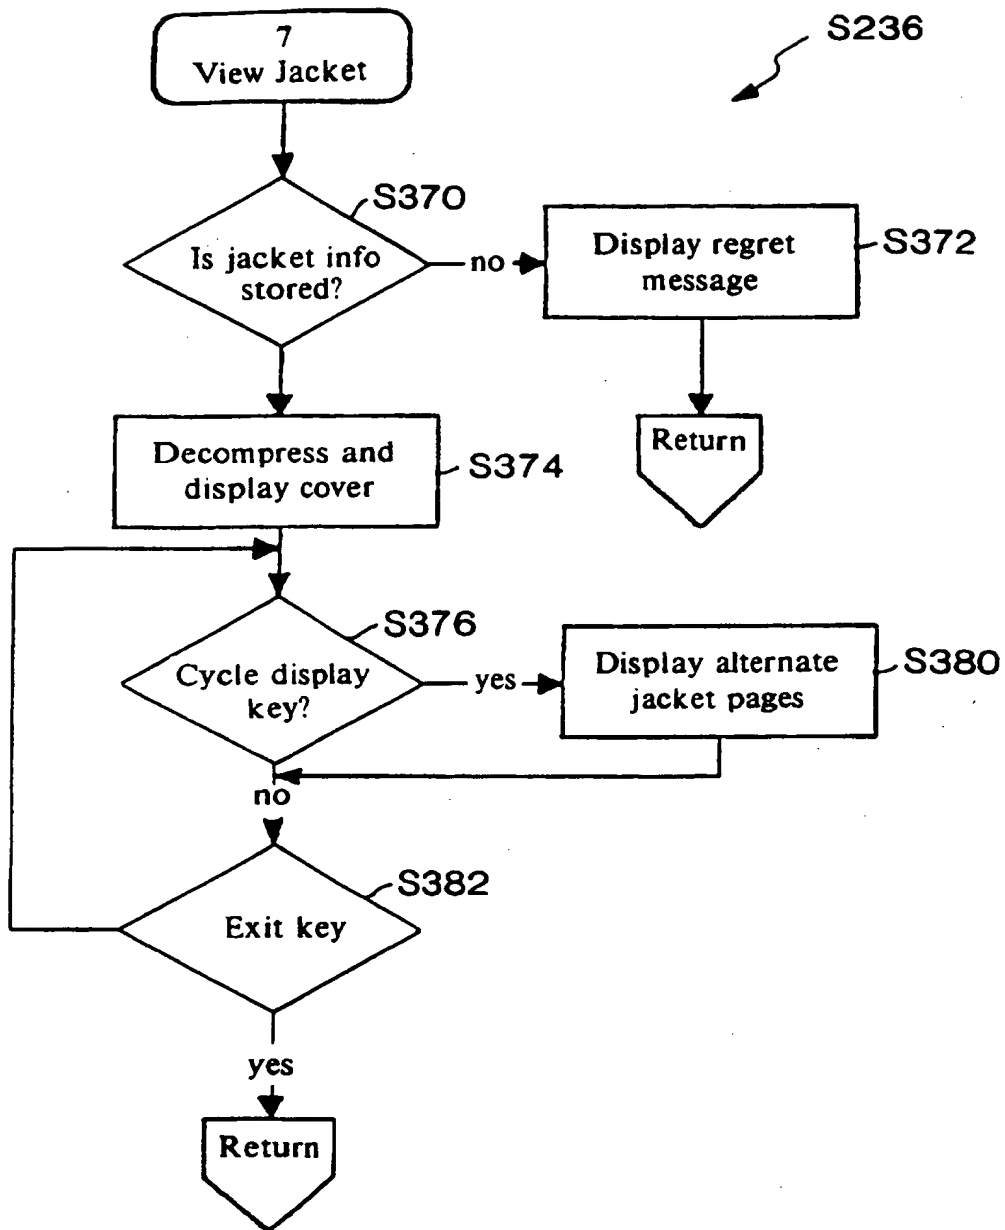 7
View Jacket
S236
S370
Is jacket info
stored?
no
Display regret
message
S372
Return
Decompress and
display cover
S374
S376
Cycle display
key?
yes
Display alternate
jacket pages
S380
no
S382
Exit key
yes
Return